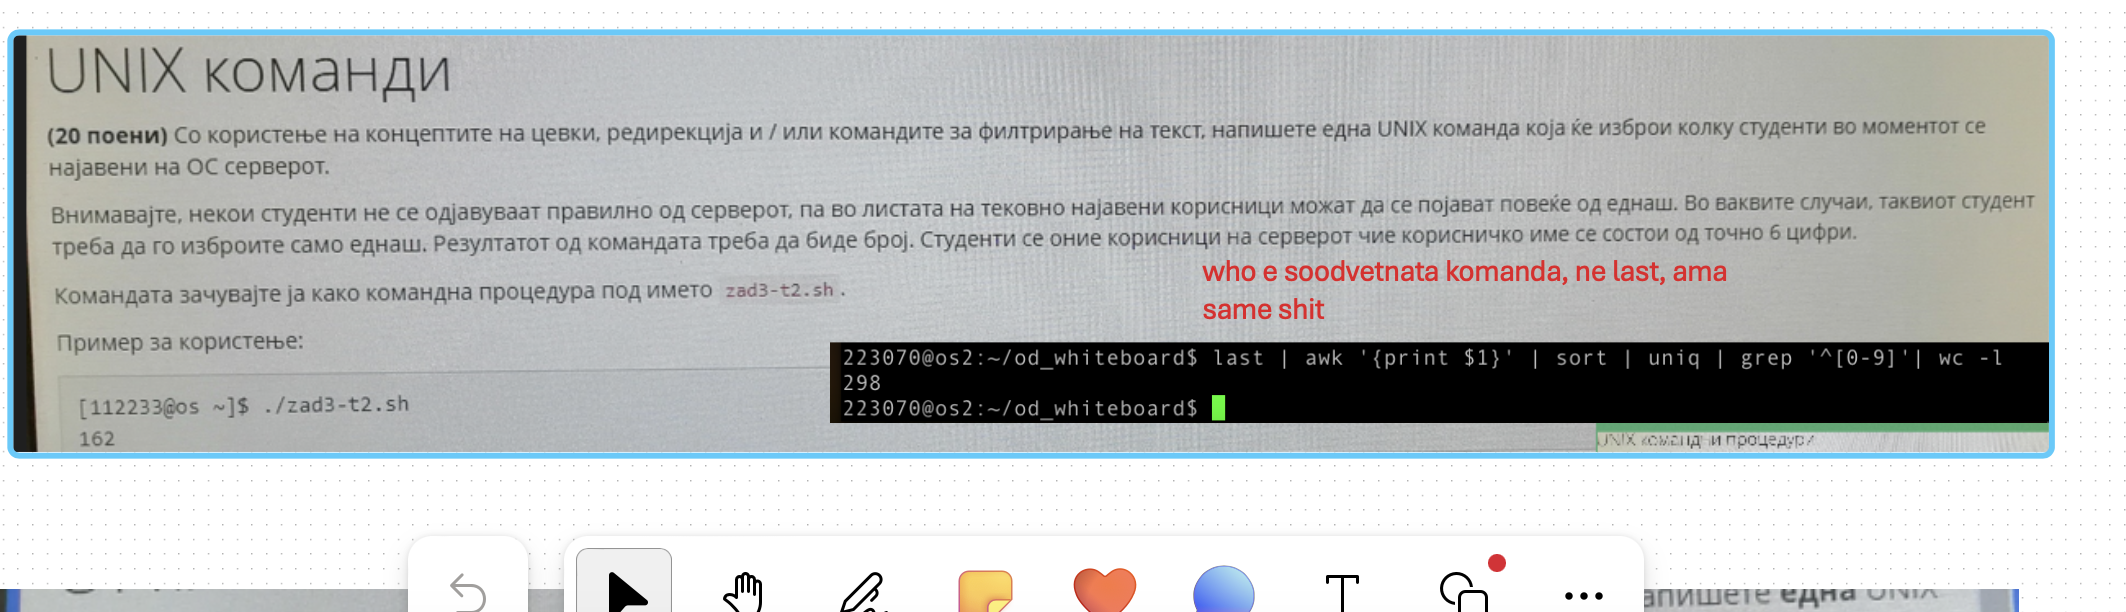 UNIX команди
(20 поени) Со користење на концептите на цевки, редирекција и / или командите за филтрирање на текст, напишете една UNIX команда која ќе изброи колку студенти во моментот се
најавени на ОС серверот.
Внимавајте, некои студенти не се одјавуваат правилно од серверот, па во листата на тековно најавени корисници можат да се појават повеќе од еднаш. Во ваквите случаи, таквиот студент
треба да го изброите само еднаш. Резултатот од командата треба да биде број. Студенти се оние корисници на серверот чие корисничко име се состои од точно 6 цифри.
who e soodvetnata komanda, ne last, ama
same shit
Командата зачувајте ја како командна процедура под името zad3-t2.sh.
Пример за користење:
223070@os2:~/od_whiteboard$ last | awk '{print $1}' | sort | uniq | grep '^[0-9]'| wc -l
298
223070@os2:~/od_whiteboard$
[112233@os ~]$ ./zad3-t2.sh
162
UNIX командни процедури
T
напишете една UNIX